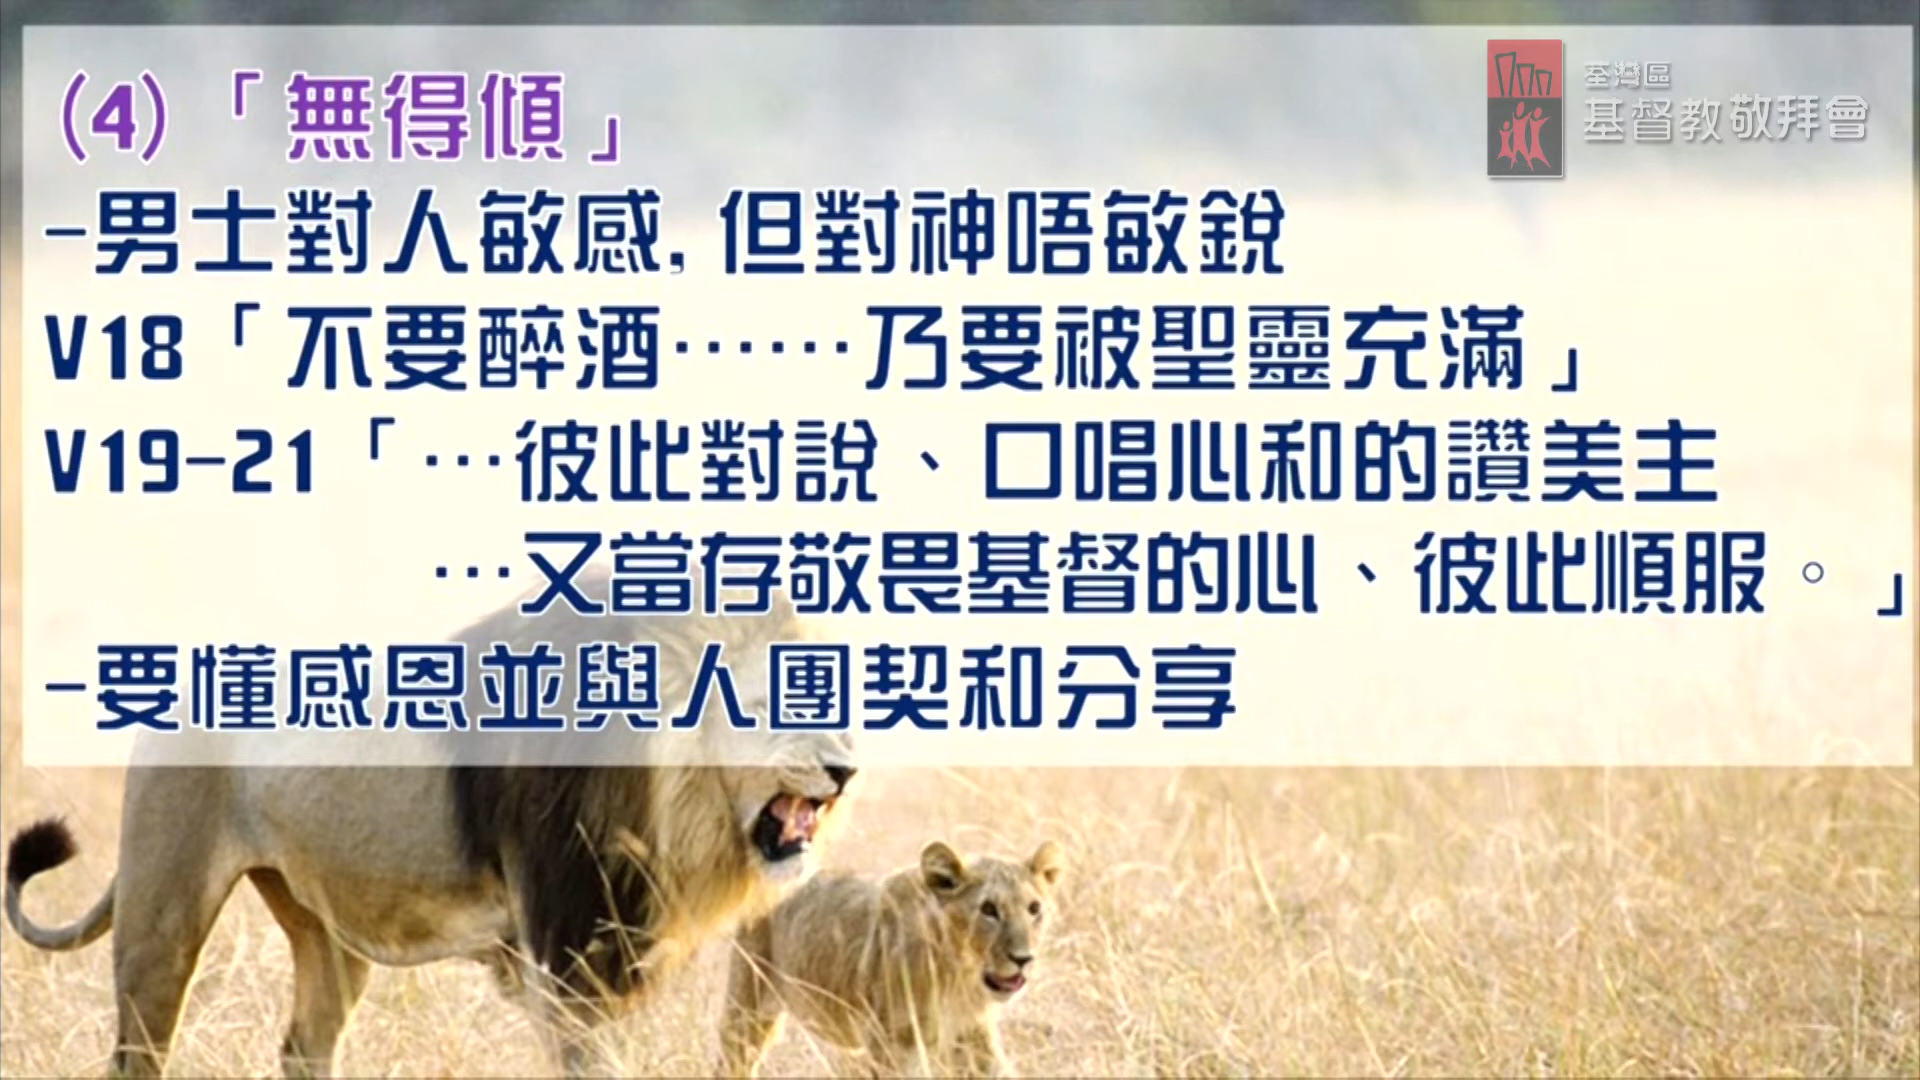 荃灣區
基督教敬拜會
(4)「無得傾」
-男士對人敏感,但對神唔敏銳
V18「不要醉酒……乃要被聖靈充滿」
V19-21「…彼此對說、口唱心和的讚美主
…又當存敬畏基督的心、彼此順服。」
-要懂感恩並與人團契和分享